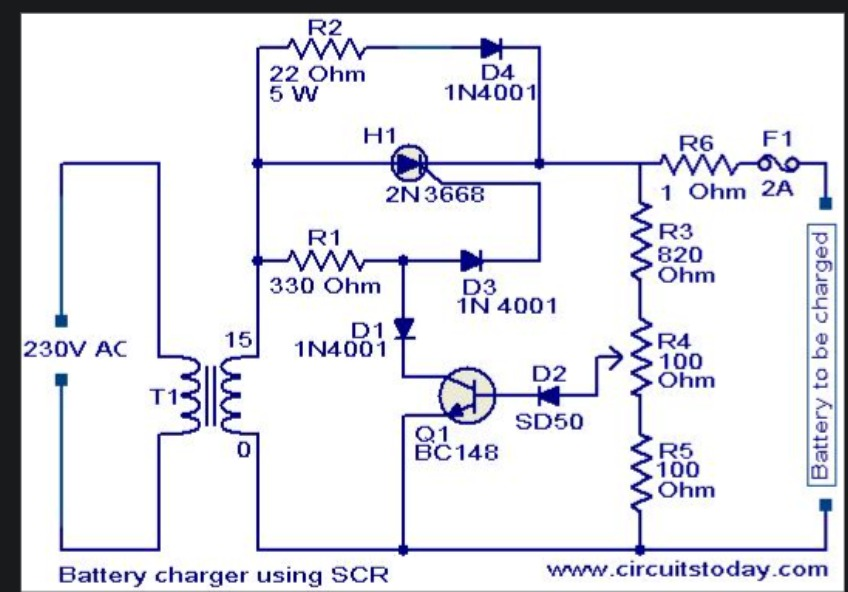 R2
22 Ohm
5 W
D4
1N4001
H1
2N3668
R6
1 Ohm
F1
2A
R1
330 Ohm
D3
1N 4001
R3
820
Ohm
D1
1N4001
230V AC
15
T1
0
D2
SD50
R4
100
Ohm
Q1
BC148
R5
100
Ohm
Battery to be charged
Battery charger using SCR
www.circuitstoday.com